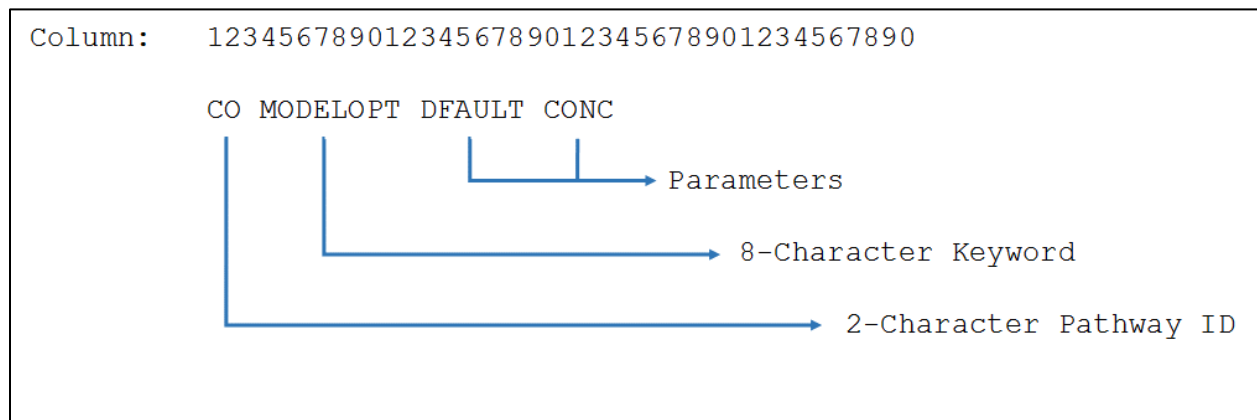 Column: 1234567890123456789012345678901234567890
CO MODELOPT DFAULT CONC
Parameters
8-Character Keyword
2-Character Pathway ID